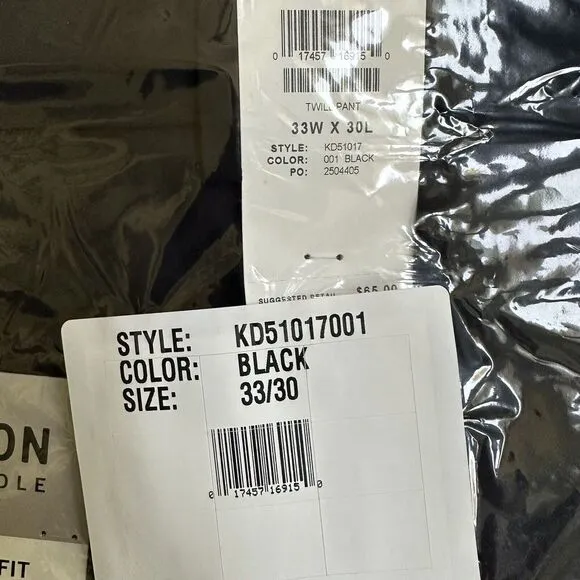 0 17457 16915 0
TWILL PANT
33W X 30L
STYLE: KD51017
COLOR: 001 BLACK
PO: 2504405
SUGGESTED RETAIL $65.00
STYLE: KD51017001
COLOR: BLACK
SIZE: 33/30
0 17457 16915 0
ON
OLE
FIT